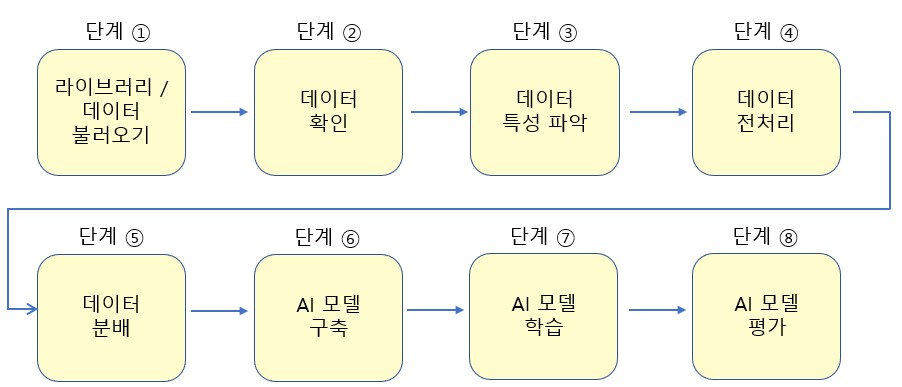 단계 ①
라이브러리 /
데이터
불러오기
단계 ②
데이터
확인
단계 ③
데이터
특성 파악
단계 ④
데이터
전처리
단계 ⑤
데이터
분배
단계 ⑥
AI 모델
구축
단계 ⑦
AI 모델
학습
단계 ⑧
AI 모델
평가